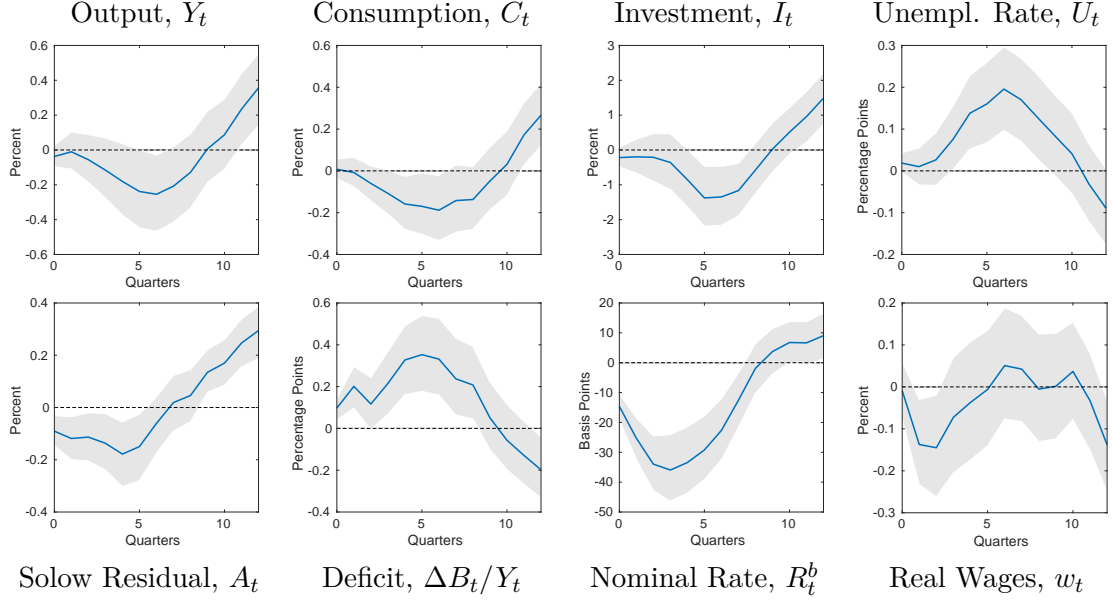 Output, Y_t
Consumption, C_t
Investment, I_t
Unempl. Rate, U_t
Percent
0.6
0.4
0.2
0
-0.2
-0.4
-0.6
0 5 10
Quarters
Percent
0.6
0.4
0.2
0
-0.2
-0.4
0 5 10
Quarters
Percent
3
2
1
0
-1
-2
-3
0 5 10
Quarters
Percentage Points
0.3
0.2
0.1
0
-0.1
-0.2
0 5 10
Quarters
Percent
0.4
0.2
0
-0.2
-0.4
0 5 10
Quarters
Percentage Points
0.6
0.4
0.2
0
-0.2
-0.4
0 5 10
Quarters
Basis Points
20
10
0
-10
-20
-30
-40
-50
0 5 10
Quarters
Percent
0.2
0.1
0
-0.1
-0.2
-0.3
0 5 10
Quarters
Solow Residual, A_t
Deficit, ΔB_t/Y_t
Nominal Rate, R_t^b
Real Wages, w_t